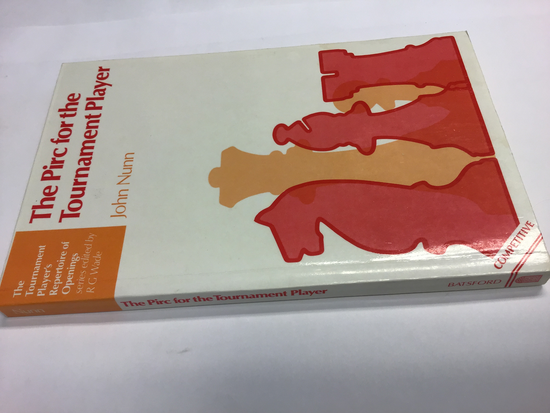 The Pirc for the
Tournament Player
John Nunn
The
Tournament
Player's
Repertoire of
Openings
series edited by
R G Wade
COMPETITIVE
Nunn
The Pirc for the Tournament Player
BATSFORD